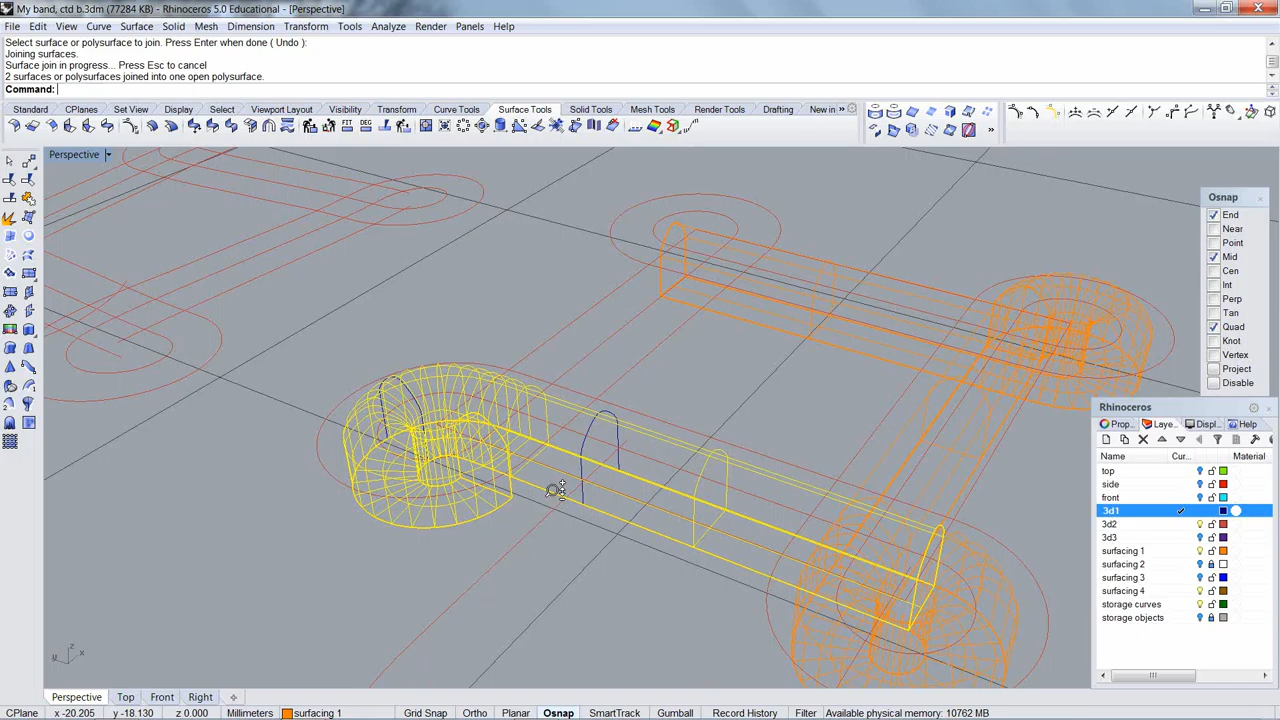 My band, ctd b.3dm (77284 KB) - Rhinoceros 5.0 Educational - [Perspective]
File Edit View Curve Surface Solid Mesh Dimension Transform Tools Analyze Render Panels Help
Select surface or polysurface to join. Press Enter when done ( Undo ):
Joining surfaces.
Surface join in progress... Press Esc to cancel
2 surfaces or polysurfaces joined into one open polysurface.
Command:
Standard CPlanes Set View Display Select Viewport Layout Visibility Transform Curve Tools Surface Tools Solid Tools Mesh Tools Render Tools Drafting New in »
FIT DEG
Perspective
Osnap
End
Near
Point
Mid
Cen
Int
Perp
Tan
Quad
Knot
Vertex
Project
Disable
Rhinoceros
Prop... Laye... Displ... Help
Name Cur... Material
top
side
front
3d1
3d2
3d3
surfacing 1
surfacing 2
surfacing 3
surfacing 4
storage curves
storage objects
z
y x
Perspective Top Front Right
CPlane x -20.205 y -18.130 z 0.000 Millimeters surfacing 1 Grid Snap Ortho Planar Osnap SmartTrack Gumball Record History Filter Available physical memory: 10762 MB